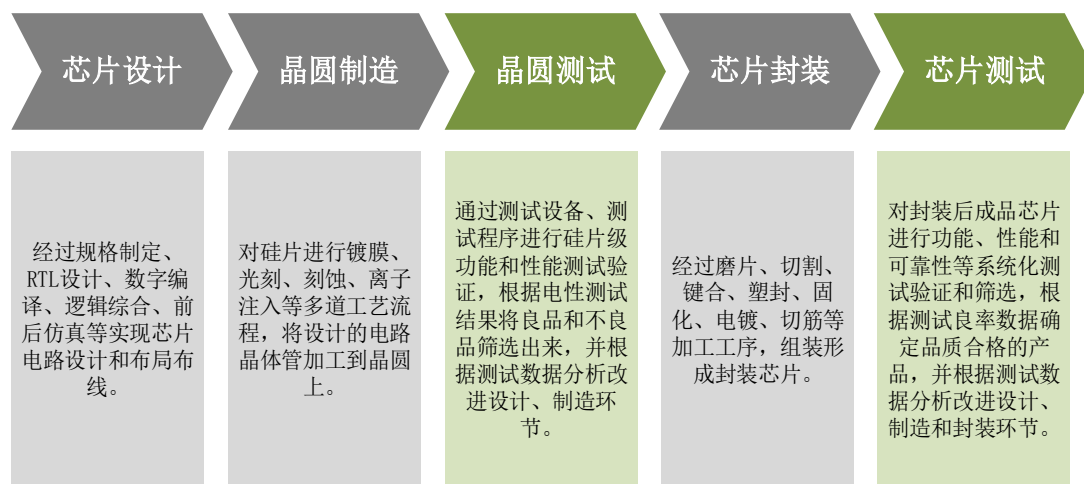 芯片设计
晶圆制造
晶圆测试
芯片封装
芯片测试
经过规格制定、
RTL设计、数字编
译、逻辑综合、前
后仿真等实现芯片
电路设计和布局布
线。
对硅片进行镀膜、
光刻、刻蚀、离子
注入等多道工艺流
程，将设计的电路
晶体管加工到晶圆
上。
通过测试设备、测
试程序进行硅片级
功能和性能测试验
证，根据电性测试
结果将良品和不良
品筛选出来，并根
据测试数据分析改
进设计、制造环
节。
经过磨片、切割、
键合、塑封、固
化、电镀、切筋等
加工工序，组装形
成封装芯片。
对封装后成品芯片
进行功能、性能和
可靠性等系统化测
试验证和筛选，根
据测试良率数据确
定品质合格的产
品，并根据测试数
据分析改进设计、
制造和封装环节。